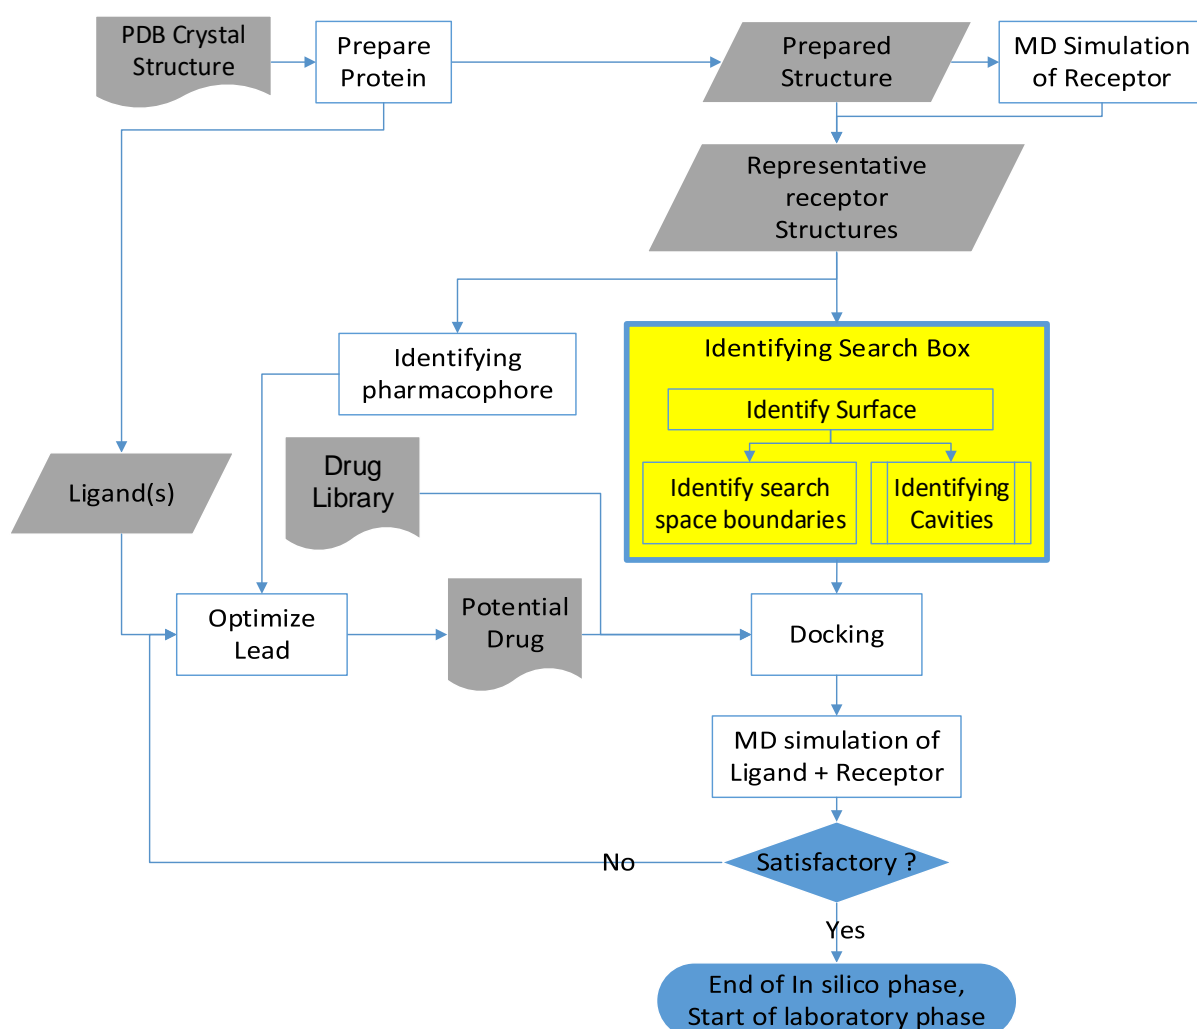 PDB Crystal
Structure
Prepare
Protein
Prepared
Structure
MD Simulation
of Receptor
Representative
receptor
Structures
Identifying
pharmacophore
Identifying Search Box
Identify Surface
Identify search
space boundaries
Identifying
Cavities
Ligand(s)
Drug
Library
Optimize
Lead
Potential
Drug
Docking
MD simulation of
Ligand + Receptor
Satisfactory ?
No
Yes
End of In silico phase,
Start of laboratory phase